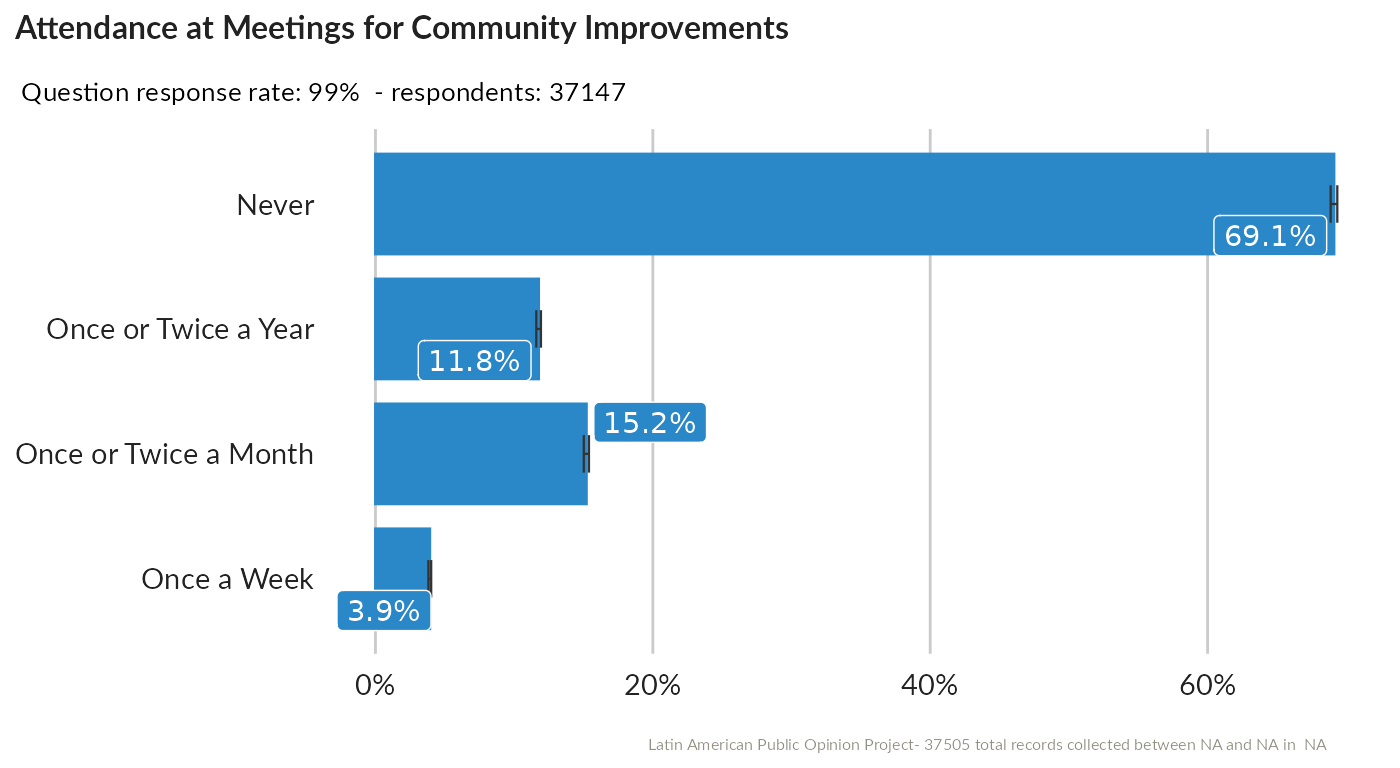 Attendance at Meetings for Community Improvements
Question response rate: 99% - respondents: 37147
Never
69.1%
Once or Twice a Year
11.8%
Once or Twice a Month
15.2%
Once a Week
3.9%
0%
20%
40%
60%
Latin American Public Opinion Project- 37505 total records collected between NA and NA in NA